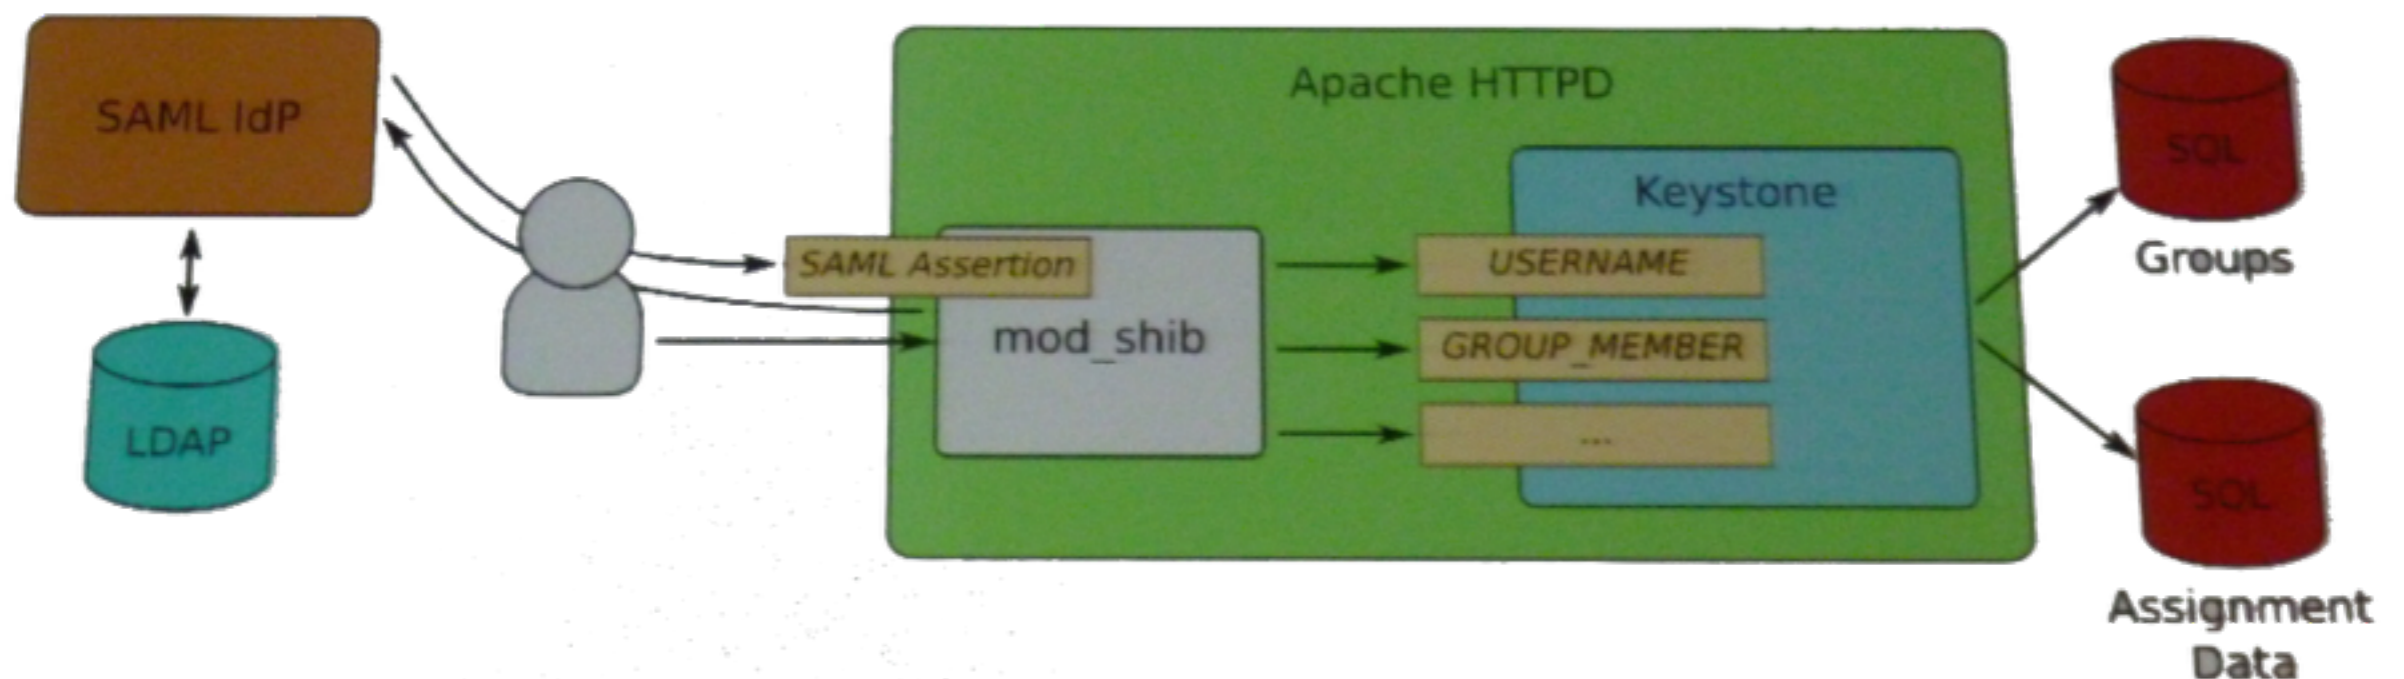 SAML IdP
LDAP
Apache HTTPD
SAML Assertion
mod_shib
Keystone
USERNAME
GROUP_MEMBER
...
SQL
Groups
SQL
Assignment
Data